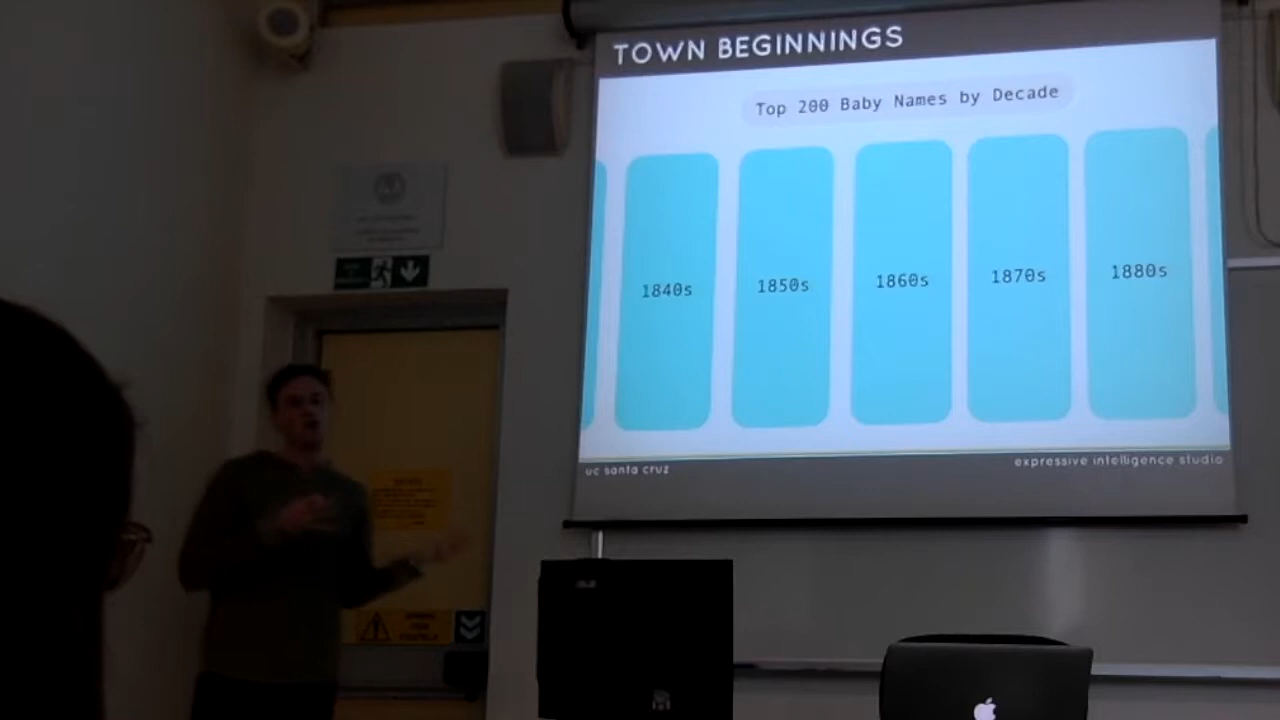 TOWN BEGINNINGS
Top 200 Baby Names by Decade
1840s
1850s
1860s
1870s
1880s
uc santa cruz
expressive intelligence studio